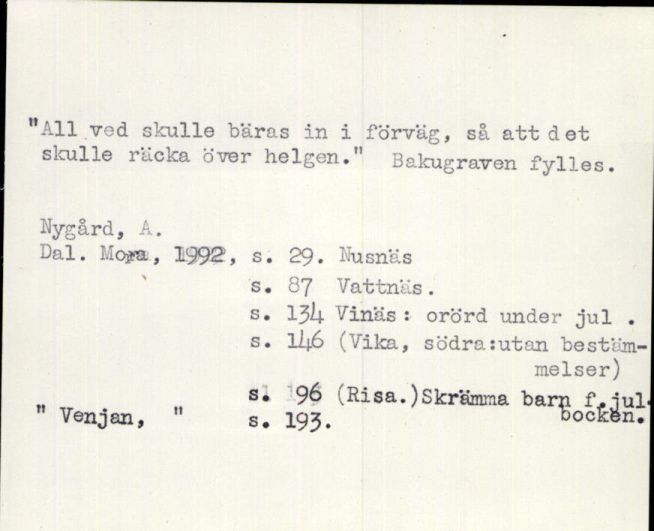 "All ved skulle bäras in i förväg, så att det
skulle räcka över helgen." Bakugraven fylles.
Nygård, A.
Dal. Mora, 1992, s. 29. Nusnäs
s. 87 Vattnäs.
s. 134 Vinäs: orörd under jul .
s. 146 (Vika, södra:utan bestäm-
melser)
s. 96 (Risa.)Skrämma barn f.jul-
bocken.
" Venjan, " s. 193.